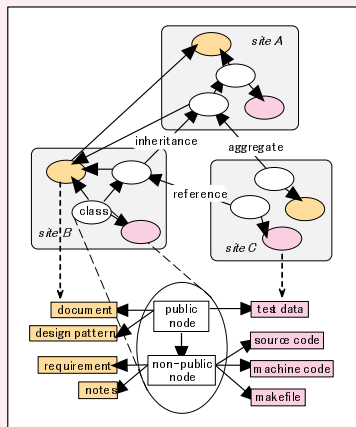 site A
inheritance
aggregate
reference
class
site B
site C
document
public
node
test data
design pattern
source code
requirement
non-public
node
machine code
notes
makefile